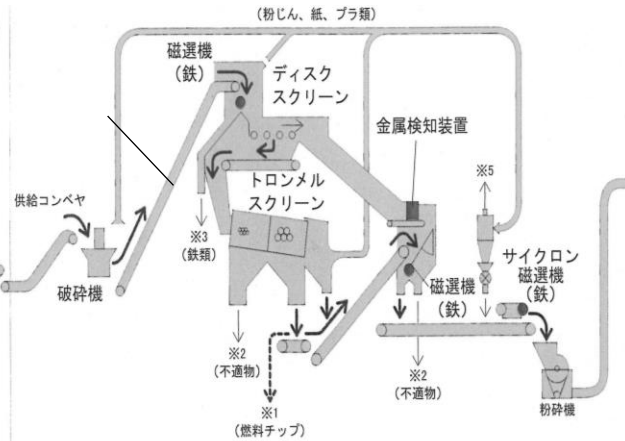 (粉じん、紙、プラ類)
磁選機
(鉄)
ディスク
スクリーン
金属検知装置
※5
トロンメル
スクリーン
供給コンベヤ
※3
(鉄類)
サイクロン
磁選機
(鉄)
磁選機
(鉄)
破砕機
※2
(不適物)
※2
(不適物)
※1
(燃料チップ)
粉砕機